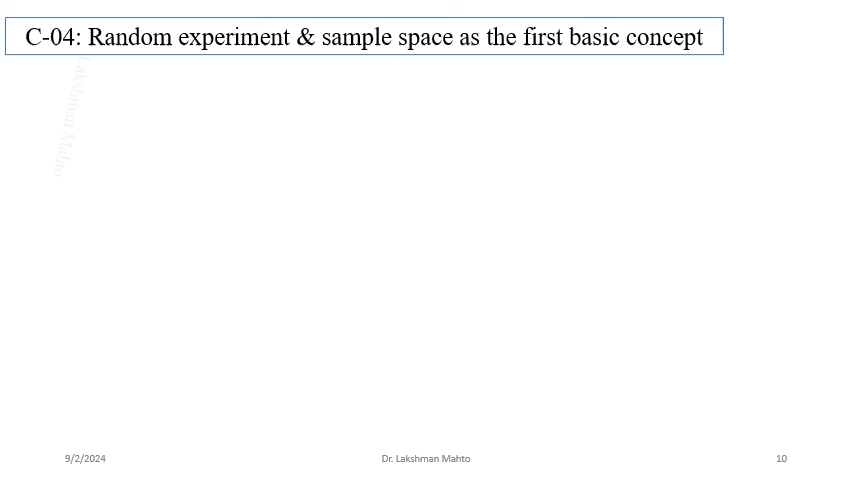 C-04: Random experiment & sample space as the first basic concept
Lakshman Mahto
9/2/2024
Dr. Lakshman Mahto
10